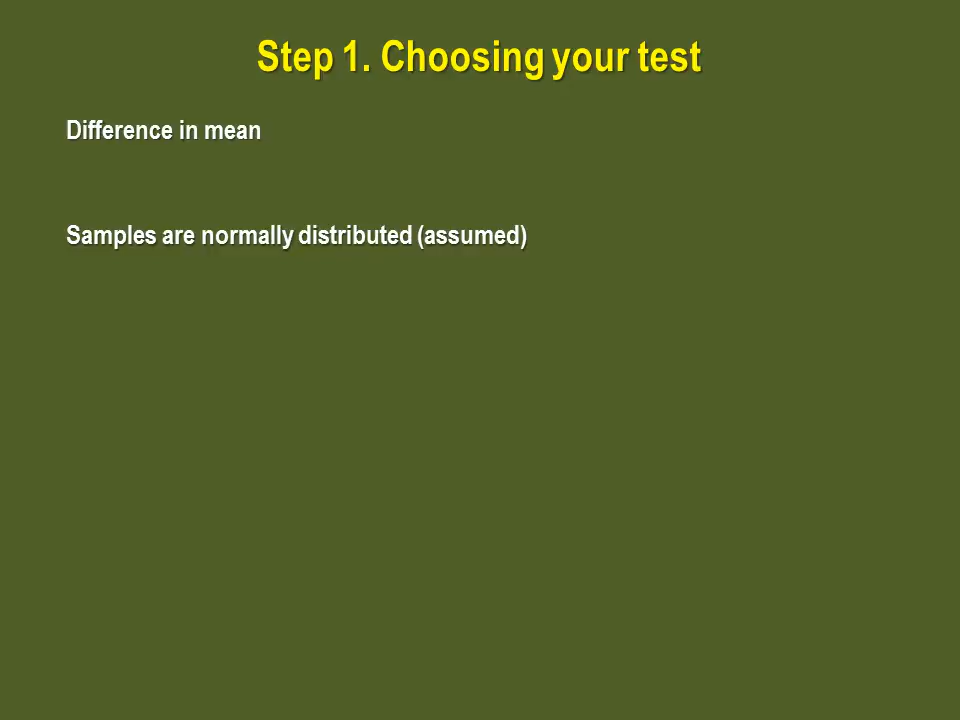 Step 1. Choosing your test
Difference in mean
Samples are normally distributed (assumed)